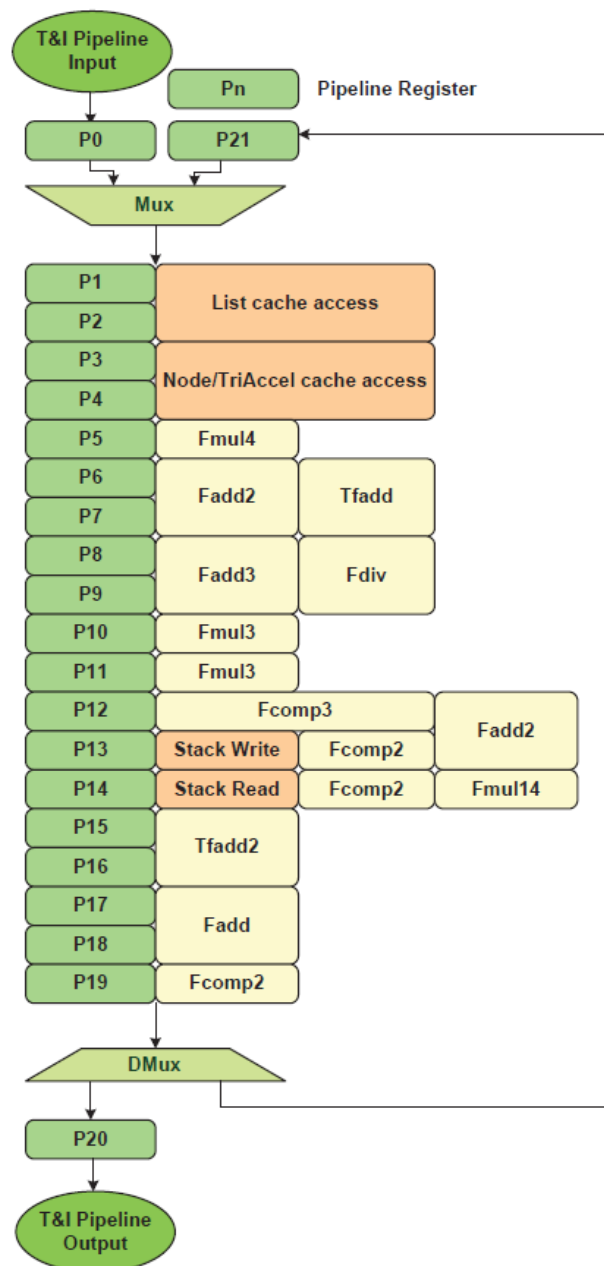 T&I Pipeline
Input
Pn
Pipeline Register
P0
P21
Mux
P1
List cache access
P2
P3
Node/TriAccel cache access
P4
P5
Fmul4
P6
Fadd2
Tfadd
P7
P8
Fadd3
Fdiv
P9
P10
Fmul3
P11
Fmul3
P12
Fcomp3
Fadd2
P13
Stack Write
Fcomp2
P14
Stack Read
Fcomp2
Fmul14
P15
Tfadd2
P16
P17
Fadd
P18
P19
Fcomp2
DMux
P20
T&I Pipeline
Output